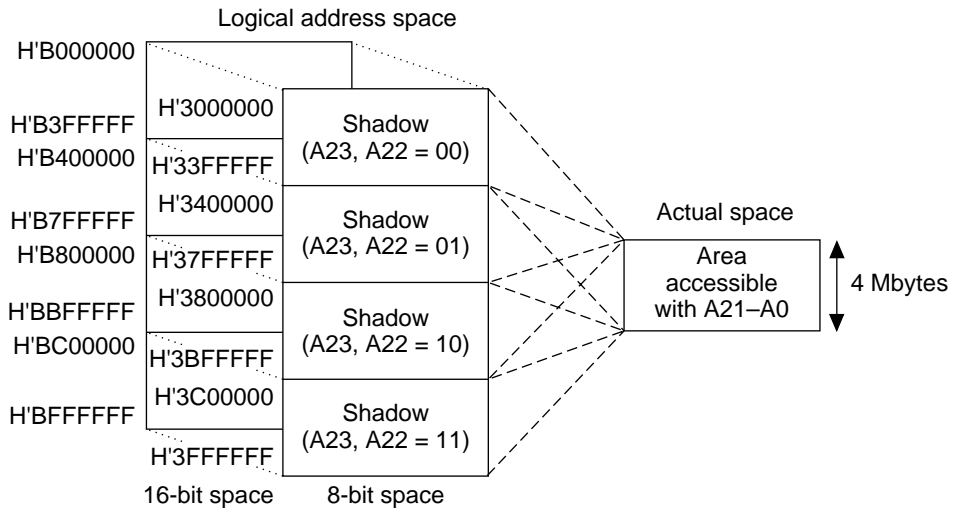 Logical address space
H'B000000
H'3000000
Shadow
(A23, A22 = 00)
H'B3FFFFF
H'B400000
H'33FFFFF
H'3400000
Shadow
(A23, A22 = 01)
H'B7FFFFF
H'B800000
H'37FFFFF
H'3800000
Shadow
(A23, A22 = 10)
H'BBFFFFF
H'BC00000
H'3BFFFFF
H'3C00000
Shadow
(A23, A22 = 11)
H'BFFFFFF
H'3FFFFFF
16-bit space
8-bit space
Actual space
Area
accessible
with A21–A0
4 Mbytes